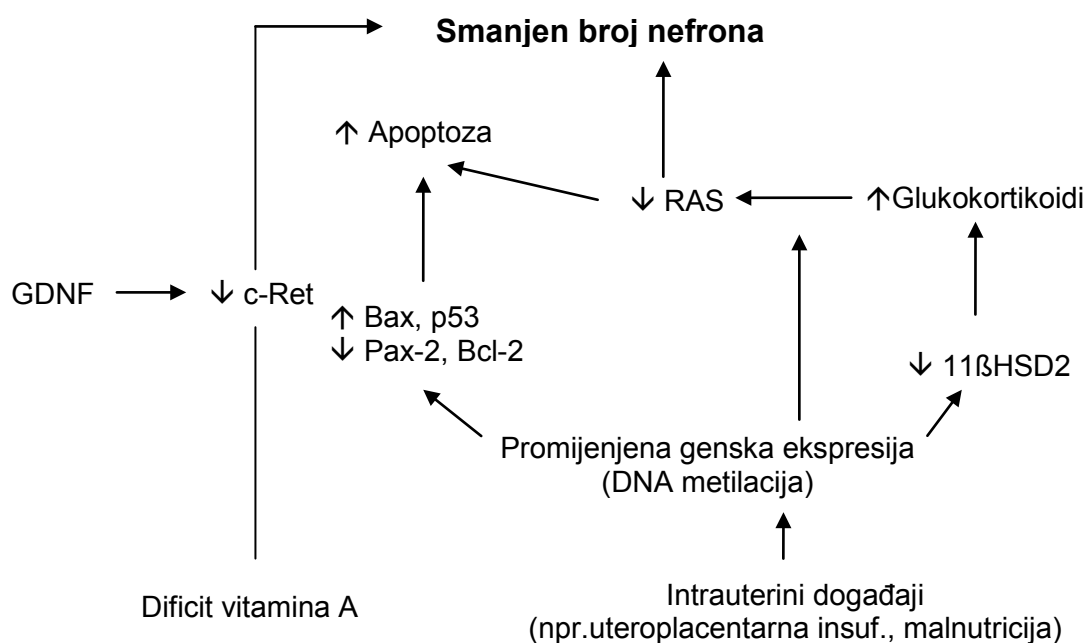 Smanjen broj nefrona
↑ Apoptoza
↓ RAS
↑Glukokortikoidi
GDNF
↓ c-Ret
↑ Bax, p53
↓ Pax-2, Bcl-2
↓ 11ßHSD2
Promijenjena genska ekspresija
(DNA metilacija)
Dificit vitamina A
Intrauterini događaji
(npr.uteroplacentarna insuf., malnutricija)